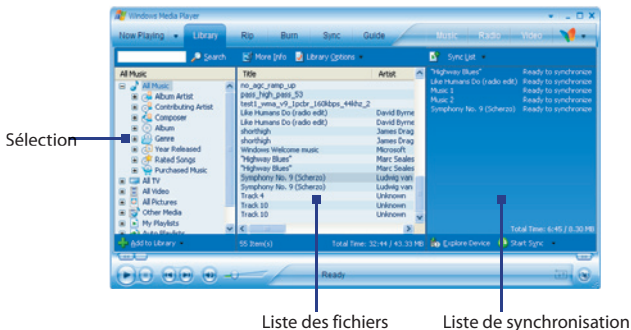 Windows Media Player
Now Playing Library Rip Burn Sync Guide Music Radio Video
Search More Info Library Options Sync List
All Music
All Music
Album Artist
Contributing Artist
Composer
Album
Genre
Year Released
Rated Songs
Purchased Music
All TV
All Video
All Pictures
Other Media
My Playlists
Auto Playlists
Title Artist
no_agc_ramp_up
pass_high_pass_53
test1_wma_v9_1pcbr_160kbps_44khz_2
Like Humans Do (radio edit) David Byrne
Like Humans Do (radio edit) David Byrne
shorthigh James Drag
shorthigh James Drag
Windows Welcome music Microsoft
"Highway Blues" Marc Seales
"Highway Blues" Marc Seales
Symphony No. 9 (Scherzo) Ludwig van
Symphony No. 9 (Scherzo) Ludwig van
Track 4 Unknown
Track 10 Unknown
Track 10 Unknown
"Highway Blues" Ready to synchronize
Like Humans Do (radio edit) Ready to synchronize
Music 1 Ready to synchronize
Music 2 Ready to synchronize
Symphony No. 9 (Scherzo) Ready to synchronize
Total Time: 6:45 / 8.30 MB
Add to Library 55 Item(s) Total Time: 32:44 / 43.33 MB Explore Device Start Sync
Ready
Sélection
Liste des fichiers
Liste de synchronisation